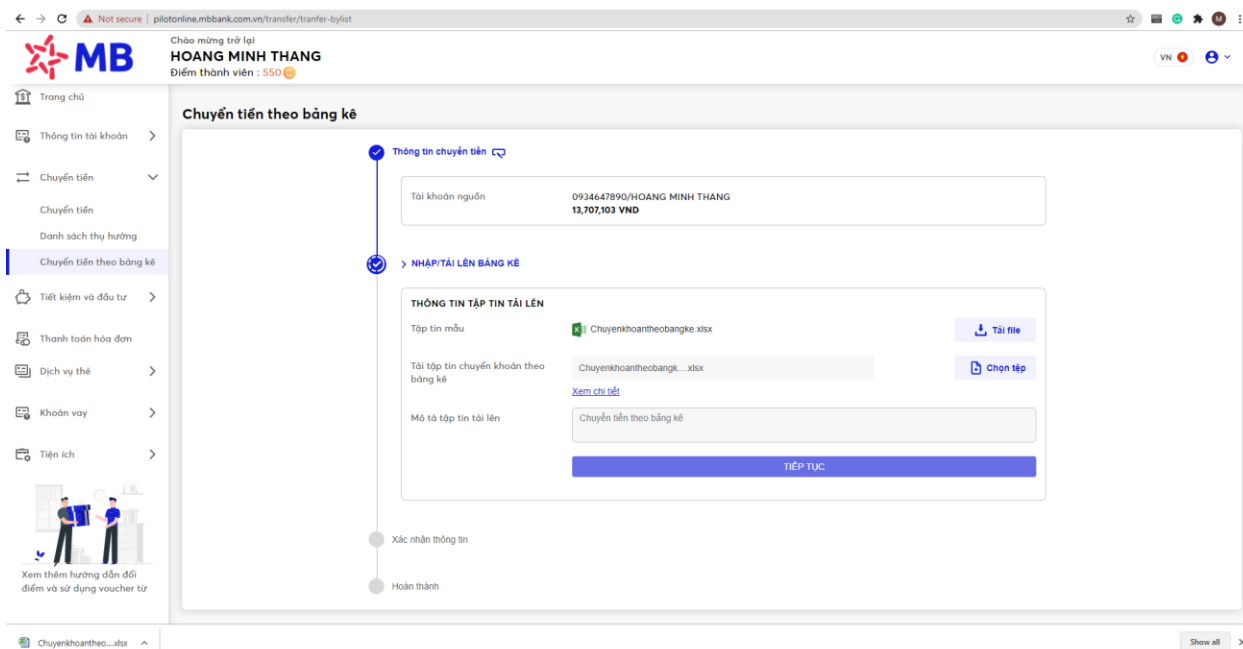 Not secure | pilotonline.mbbank.com.vn/transfer/tranfer-bylist
M
MB
Chào mừng trở lại
HOANG MINH THANG
Điểm thành viên : 550
VN
Trang chủ
Thông tin tài khoản
Chuyển tiền
Chuyển tiền
Danh sách thụ hưởng
Chuyển tiền theo bảng kê
Tiết kiệm và đầu tư
Thanh toán hóa đơn
Dịch vụ thẻ
Khoản vay
Tiện ích
Xem thêm hướng dẫn đổi
điểm và sử dụng voucher từ
Chuyển tiền theo bảng kê
Thông tin chuyển tiền
Tài khoản nguồn
0934647890/HOANG MINH THANG
13,707,103 VND
> NHẬP/TẢI LÊN BẢNG KÊ
THÔNG TIN TẬP TIN TẢI LÊN
Tập tin mẫu
Chuyenkhoantheobangke.xlsx
Tải file
Tải tập tin chuyển khoản theo
bảng kê
Chuyenkhoantheobangk....xlsx
Chọn tệp
Xem chi tiết
Mô tả tập tin tải lên
Chuyển tiền theo bảng kê
TIẾP TỤC
Xác nhận thông tin
Hoàn thành
Chuyenkhoantheo....xlsx
Show all